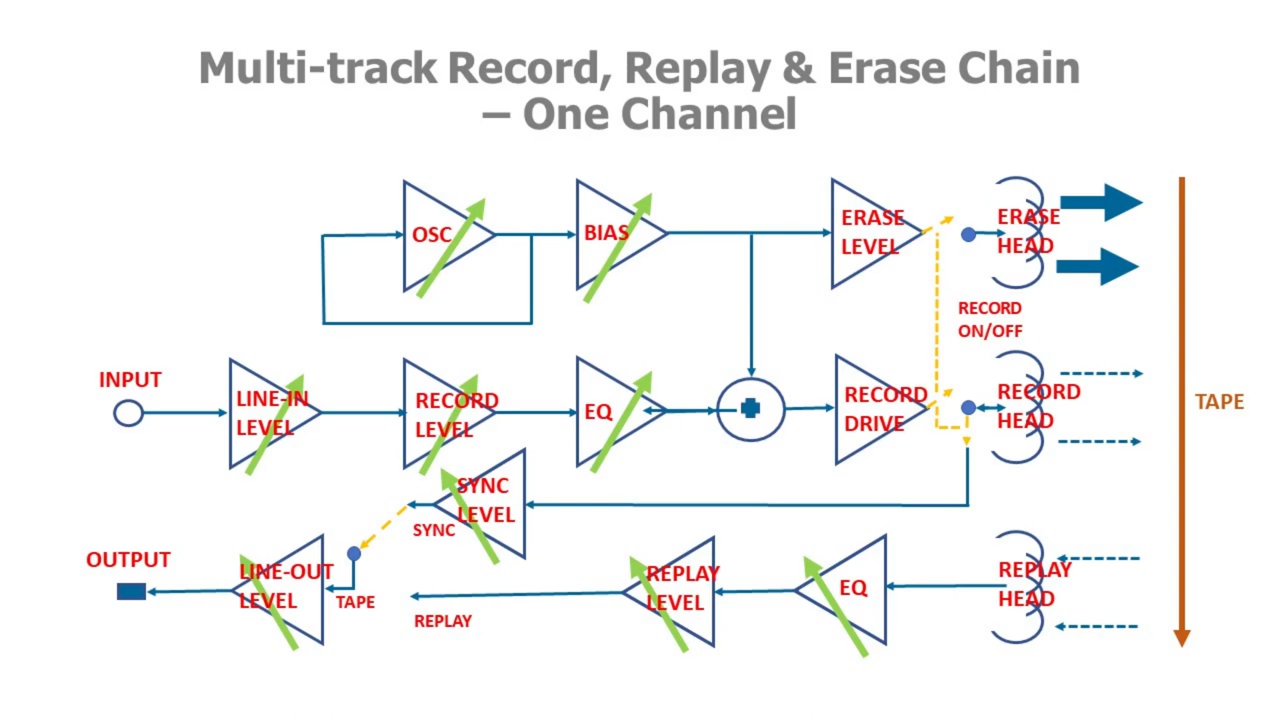 Multi-track Record, Replay & Erase Chain
– One Channel
OSC
BIAS
ERASE
LEVEL
ERASE
HEAD
RECORD
ON/OFF
INPUT
LINE-IN
LEVEL
RECORD
LEVEL
EQ
RECORD
DRIVE
RECORD
HEAD
TAPE
SYNC
LEVEL
SYNC
OUTPUT
LINE-OUT
LEVEL
TAPE
REPLAY
REPLAY
LEVEL
EQ
REPLAY
HEAD